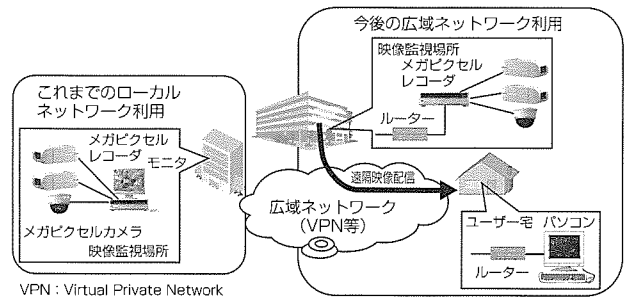 今後の広域ネットワーク利用
映像監視場所
メガピクセル
レコーダ
ルーター
これまでのローカル
ネットワーク利用
メガピクセル
レコーダ
モニタ
メガピクセルカメラ
映像監視場所
遠隔映像配信
広域ネットワーク
(VPN等)
ユーザー宅 パソコン
ルーター
VPN:Virtual Private Network